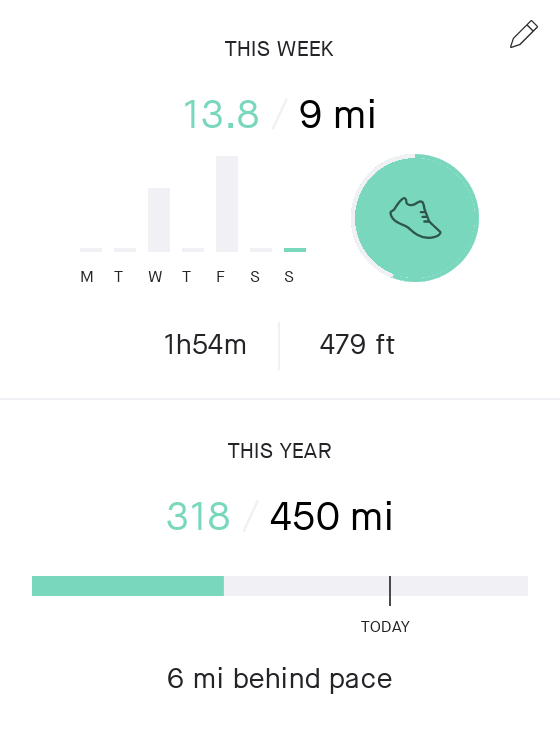 THIS WEEK
13.8 / 9 mi
M T W T F S S
1h54m 479 ft
THIS YEAR
318 / 450 mi
TODAY
6 mi behind pace